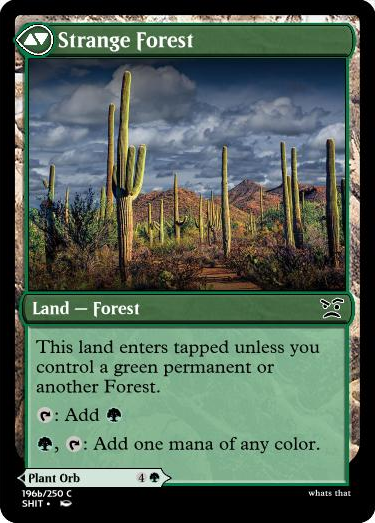 Strange Forest
Land — Forest
This land enters tapped unless you
control a green permanent or
another Forest.
: Add
, : Add one mana of any color.
Plant Orb 4
196b/250 C
SHIT •
whats that